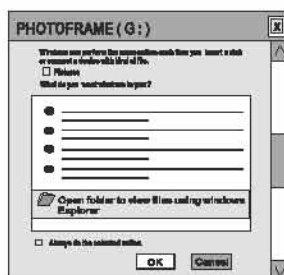 PHOTOFRAME (G:)
X
Windows can perform the same action each time you insert a disk
or connect a device with this kind of file.
Pictures
What do you want windows to
Open folder to view files using windows
Explorer
Always do the selected action.
OK
Cancel